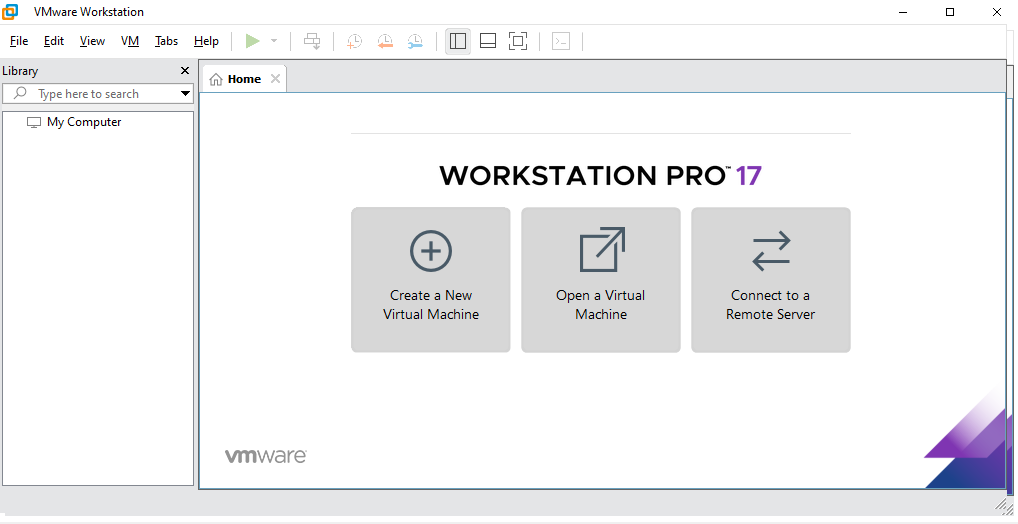 VMware Workstation
File Edit View VM Tabs Help
Library
Type here to search
My Computer
Home
WORKSTATION PRO™ 17
Create a New
Virtual Machine
Open a Virtual
Machine
Connect to a
Remote Server
vmware